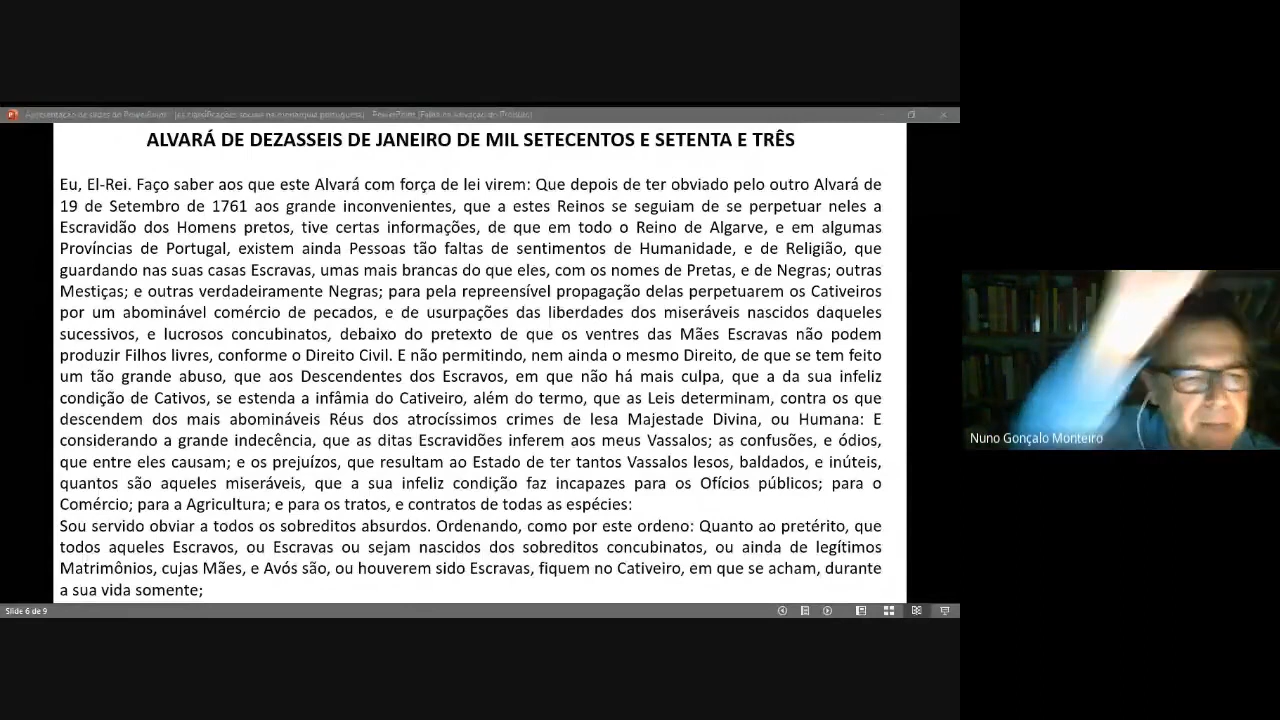 ALVARÁ DE DEZASSEIS DE JANEIRO DE MIL SETECENTOS E SETENTA E TRÊS
Eu, El-Rei. Faço saber aos que este Alvará com força de lei virem: Que depois de ter obviado pelo outro Alvará de
19 de Setembro de 1761 aos grande inconvenientes, que a estes Reinos se seguiam de se perpetuar neles a
Escravidão dos Homens pretos, tive certas informações, de que em todo o Reino de Algarve, e em algumas
Províncias de Portugal, existem ainda Pessoas tão faltas de sentimentos de Humanidade, e de Religião, que
guardando nas suas casas Escravas, umas mais brancas do que eles, com os nomes de Pretas, e de Negras; outras
Mestiças; e outras verdadeiramente Negras; para pela repreensível propagação delas perpetuarem os Cativeiros
por um abominável comércio de pecados, e de usurpações das liberdades dos miseráveis nascidos daqueles
sucessivos, e lucrosos concubinatos, debaixo do pretexto de que os ventres das Mães Escravas não podem
produzir Filhos livres, conforme o Direito Civil. E não permitindo, nem ainda o mesmo Direito, de que se tem feito
um tão grande abuso, que aos Descendentes dos Escravos, em que não há mais culpa, que a da sua infeliz
condição de Cativos, se estenda a infâmia do Cativeiro, além do termo, que as Leis determinam, contra os que
descendem dos mais abomináveis Réus dos atrocíssimos crimes de lesa Majestade Divina, ou Humana: E
considerando a grande indecência, que as ditas Escravidões inferem aos meus Vassalos; as confusões, e ódios,
que entre eles causam; e os prejuízos, que resultam ao Estado de ter tantos Vassalos lesos, baldados, e inúteis,
quantos são aqueles miseráveis, que a sua infeliz condição faz incapazes para os Ofícios públicos; para o
Comércio; para a Agricultura; e para os tratos, e contratos de todas as espécies:
Sou servido obviar a todos os sobreditos absurdos. Ordenando, como por este ordeno: Quanto ao pretérito, que
todos aqueles Escravos, ou Escravas ou sejam nascidos dos sobreditos concubinatos, ou ainda de legítimos
Matrimônios, cujas Mães, e Avós são, ou houverem sido Escravas, fiquem no Cativeiro, em que se acham, durante
a sua vida somente;
Slide 6 de 9
Nuno Gonçalo Monteiro